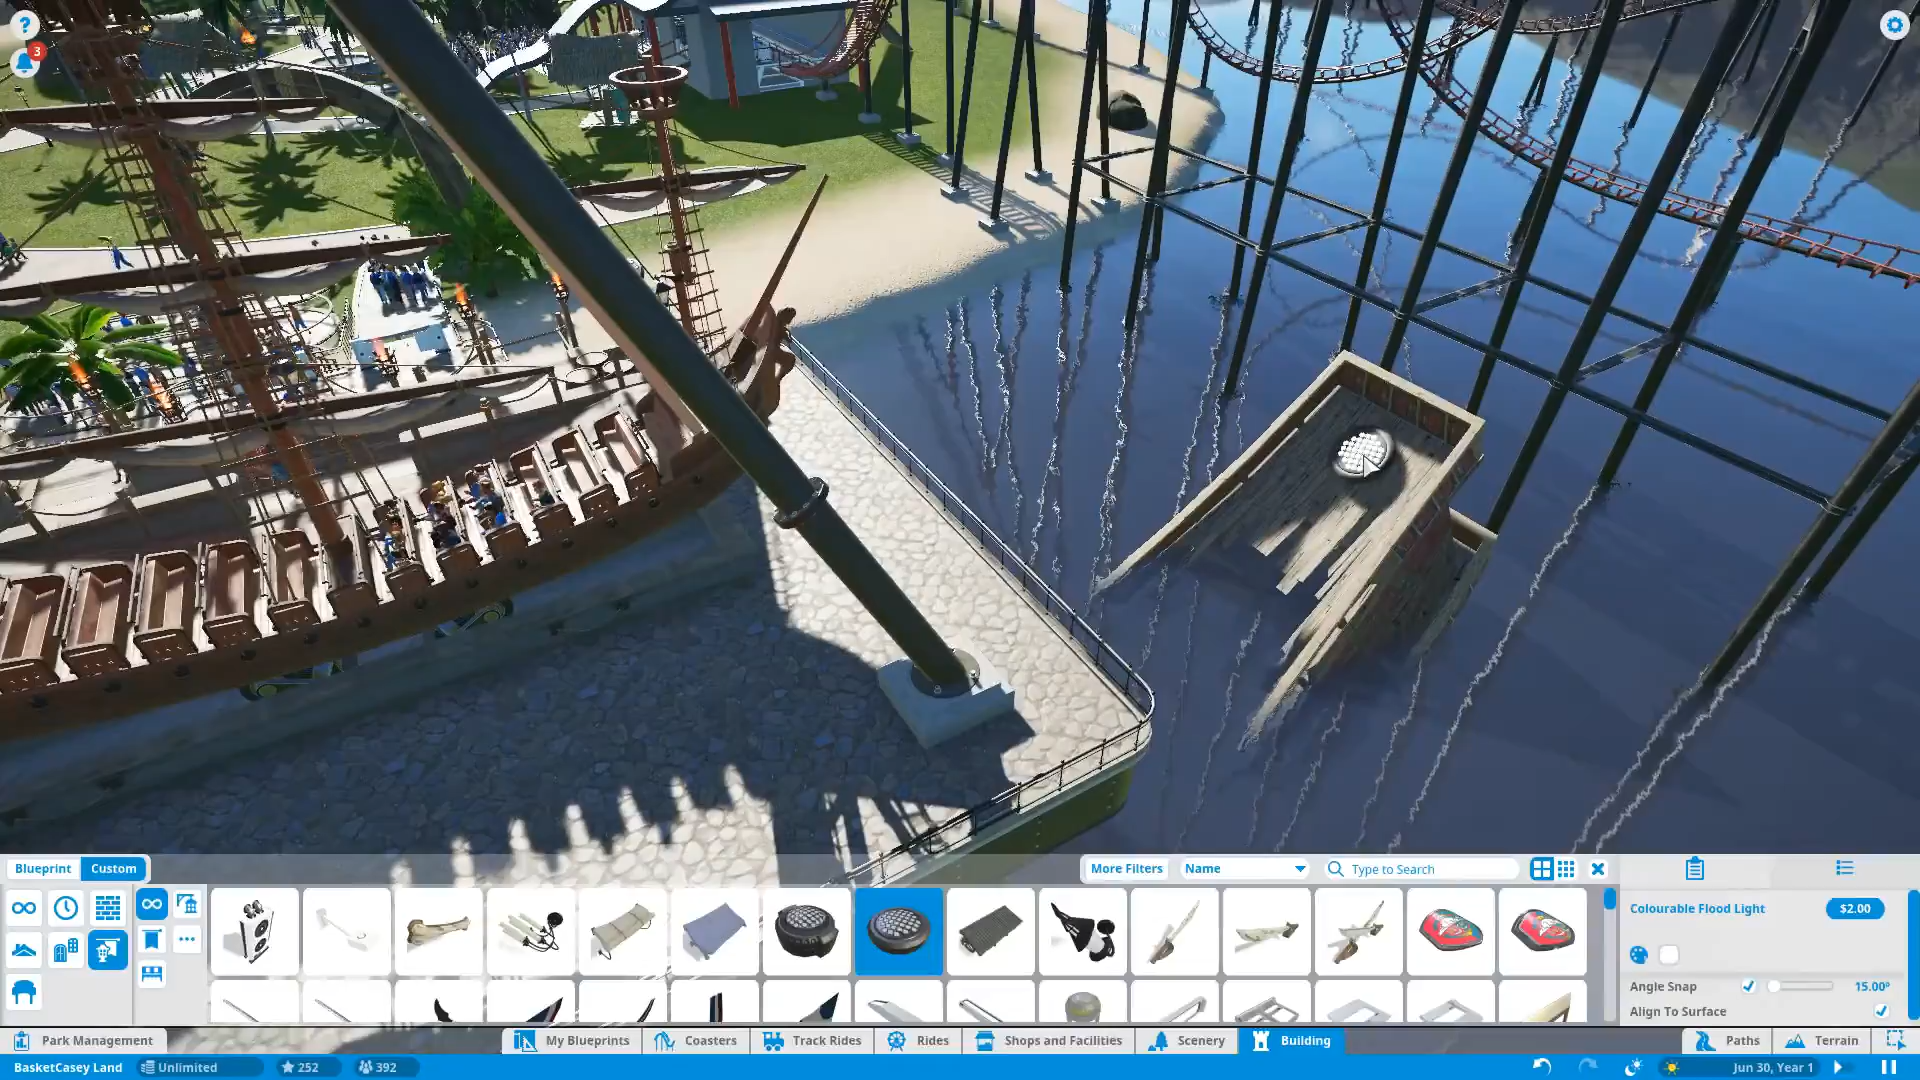 ?
3
Blueprint
Custom
More Filters
Name
Type to Search
Colourable Flood Light
$2.00
Angle Snap
15.00°
Align To Surface
Park Management
My Blueprints
Coasters
Track Rides
Rides
Shops and Facilities
Scenery
Building
Paths
Terrain
BasketCasey Land
Unlimited
252
392
Jun 30, Year 1